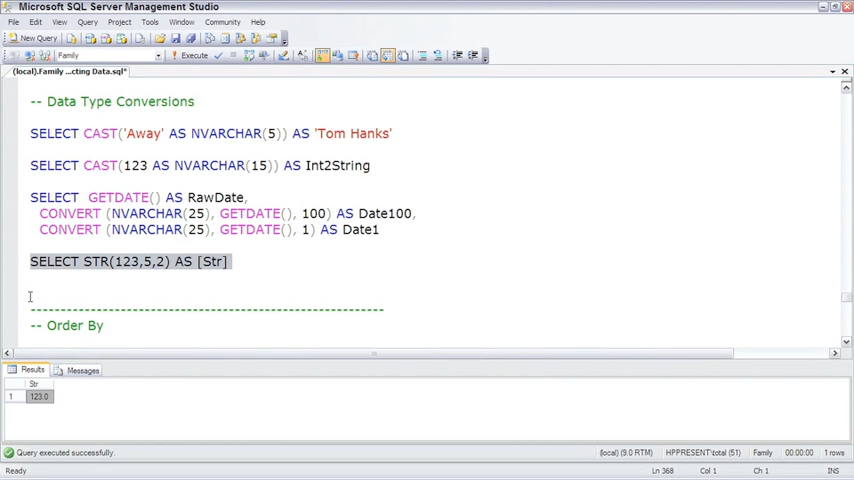 Microsoft SQL Server Management Studio
File Edit View Query Project Tools Window Community Help
New Query
Family Execute
(local).Family ...cting Data.sql*
-- Data Type Conversions
SELECT CAST('Away' AS NVARCHAR(5)) AS 'Tom Hanks'
SELECT CAST(123 AS NVARCHAR(15)) AS Int2String
SELECT GETDATE() AS RawDate,
CONVERT (NVARCHAR(25), GETDATE(), 100) AS Date100,
CONVERT (NVARCHAR(25), GETDATE(), 1) AS Date1
SELECT STR(123,5,2) AS [Str]
-----------------------------------------------------------
-- Order By
Results Messages
Str
1 123.0
Query executed successfully. (local) (9.0 RTM) HPPRESENT\total (51) Family 00:00:00 1 rows
Ready Ln 368 Col 1 Ch 1 INS